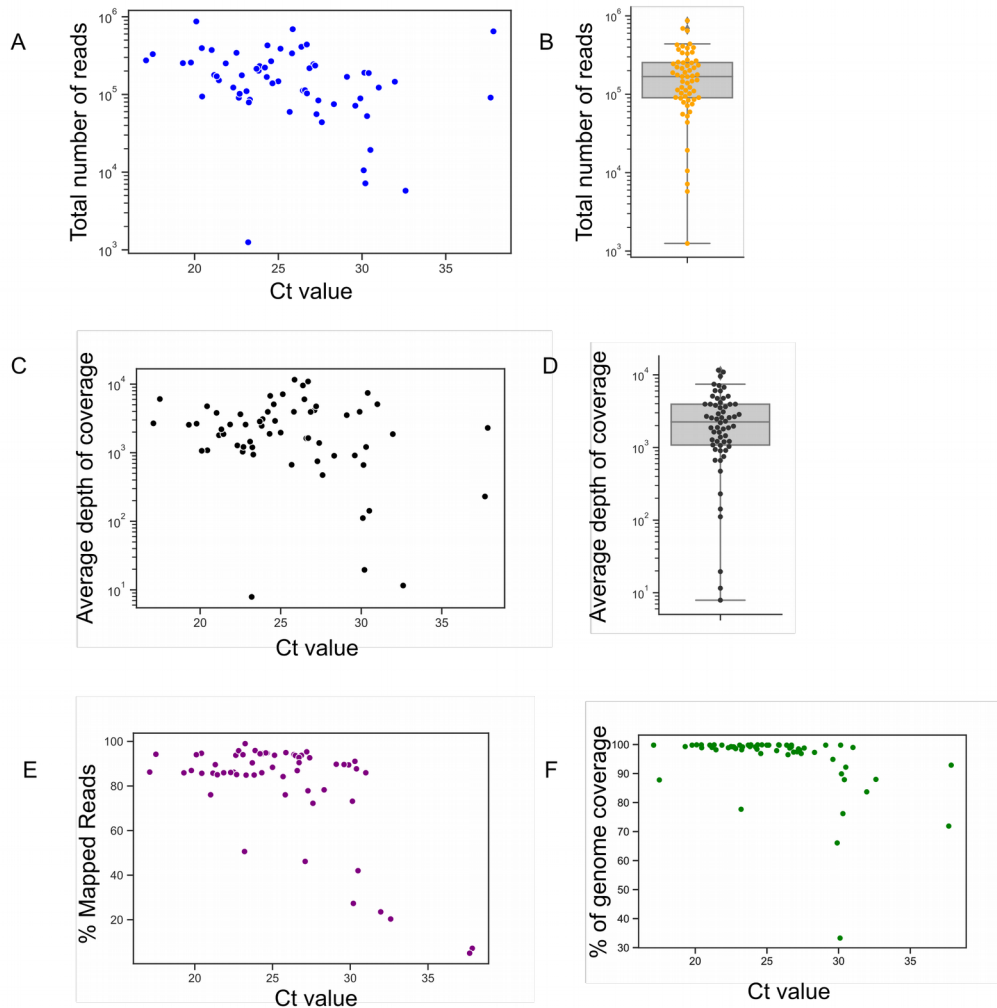 A
Total number of reads
10^6
10^5
10^4
10^3
20 25 30 35
Ct value
B
Total number of reads
10^6
10^5
10^4
10^3
C
Average depth of coverage
10^4
10^3
10^2
10^1
20 25 30 35
Ct value
D
Average depth of coverage
10^4
10^3
10^2
10^1
E
% Mapped Reads
100
80
60
40
20
20 25 30 35
Ct value
F
% of genome coverage
100
90
80
70
60
50
40
30
20 25 30 35
Ct value